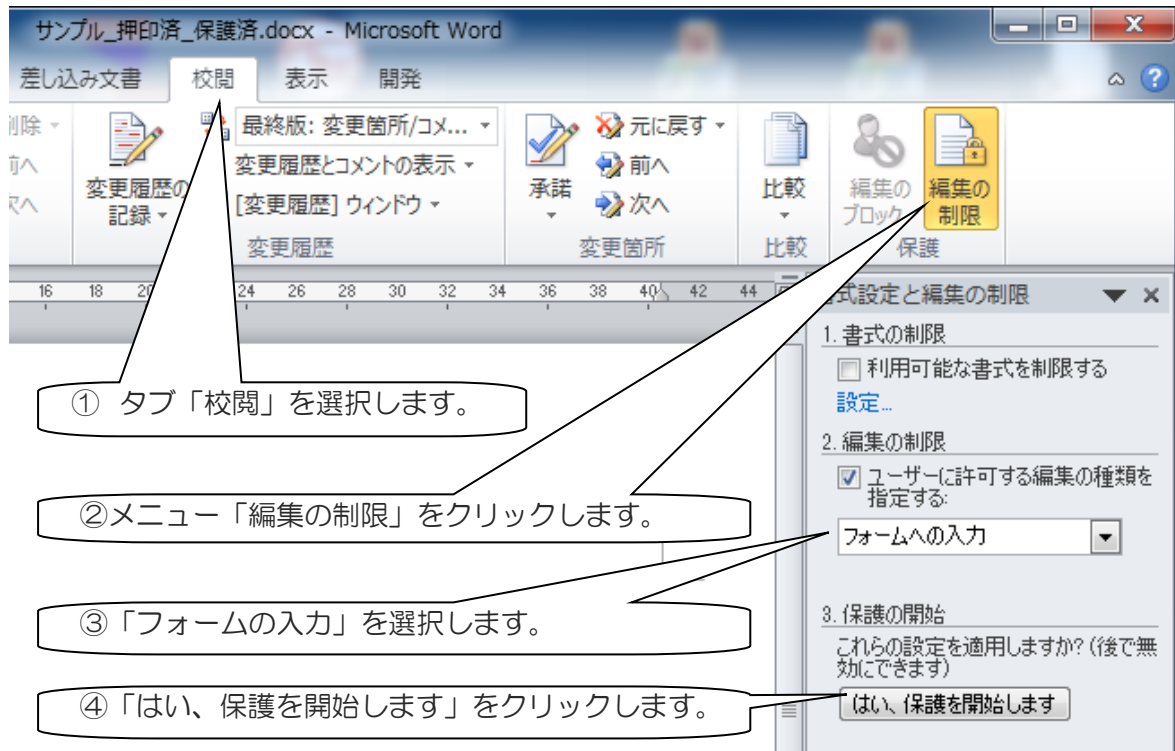 サンプル_押印済_保護済.docx - Microsoft Word
差し込み文書 校閲 表示 開発
最終版: 変更箇所/コメ...
変更履歴とコメントの表示
[変更履歴] ウィンドウ
変更履歴の
記録
変更履歴
承諾
元に戻す
前へ
次へ
変更箇所
比較
比較
編集の
ブロック
編集の
制限
保護
16 18 20 24 26 28 30 32 34 36 38 40 42 44
書式設定と編集の制限
1. 書式の制限
利用可能な書式を制限する
設定...
2. 編集の制限
ユーザーに許可する編集の種類を
指定する:
フォームへの入力
3. 保護の開始
これらの設定を適用しますか? (後で無
効にできます)
はい、保護を開始します
① タブ「校閲」を選択します。
②メニュー「編集の制限」をクリックします。
③「フォームの入力」を選択します。
④「はい、保護を開始します」をクリックします。